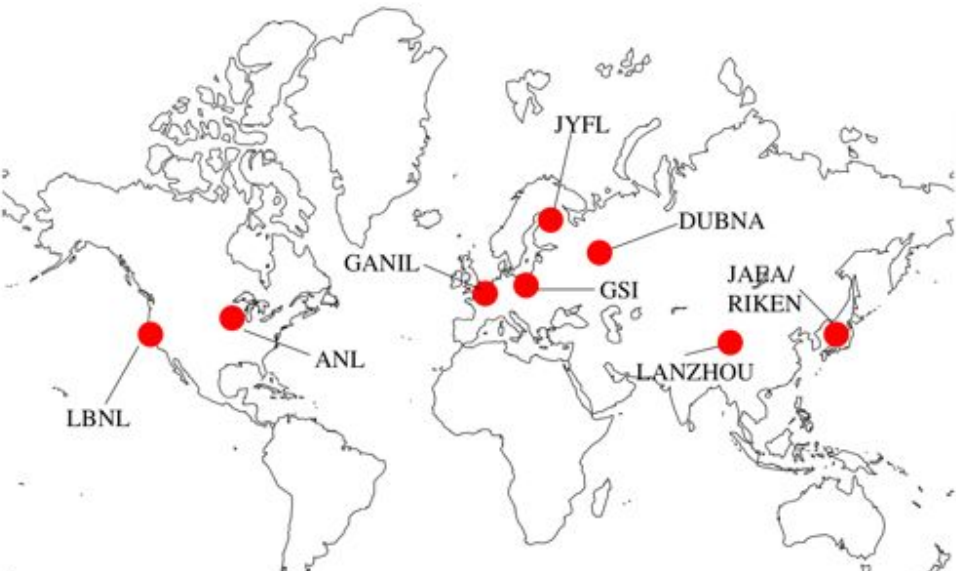 JYFL
DUBNA
GANIL
GSI
JAEA/
RIKEN
ANL
LANZHOU
LBNL